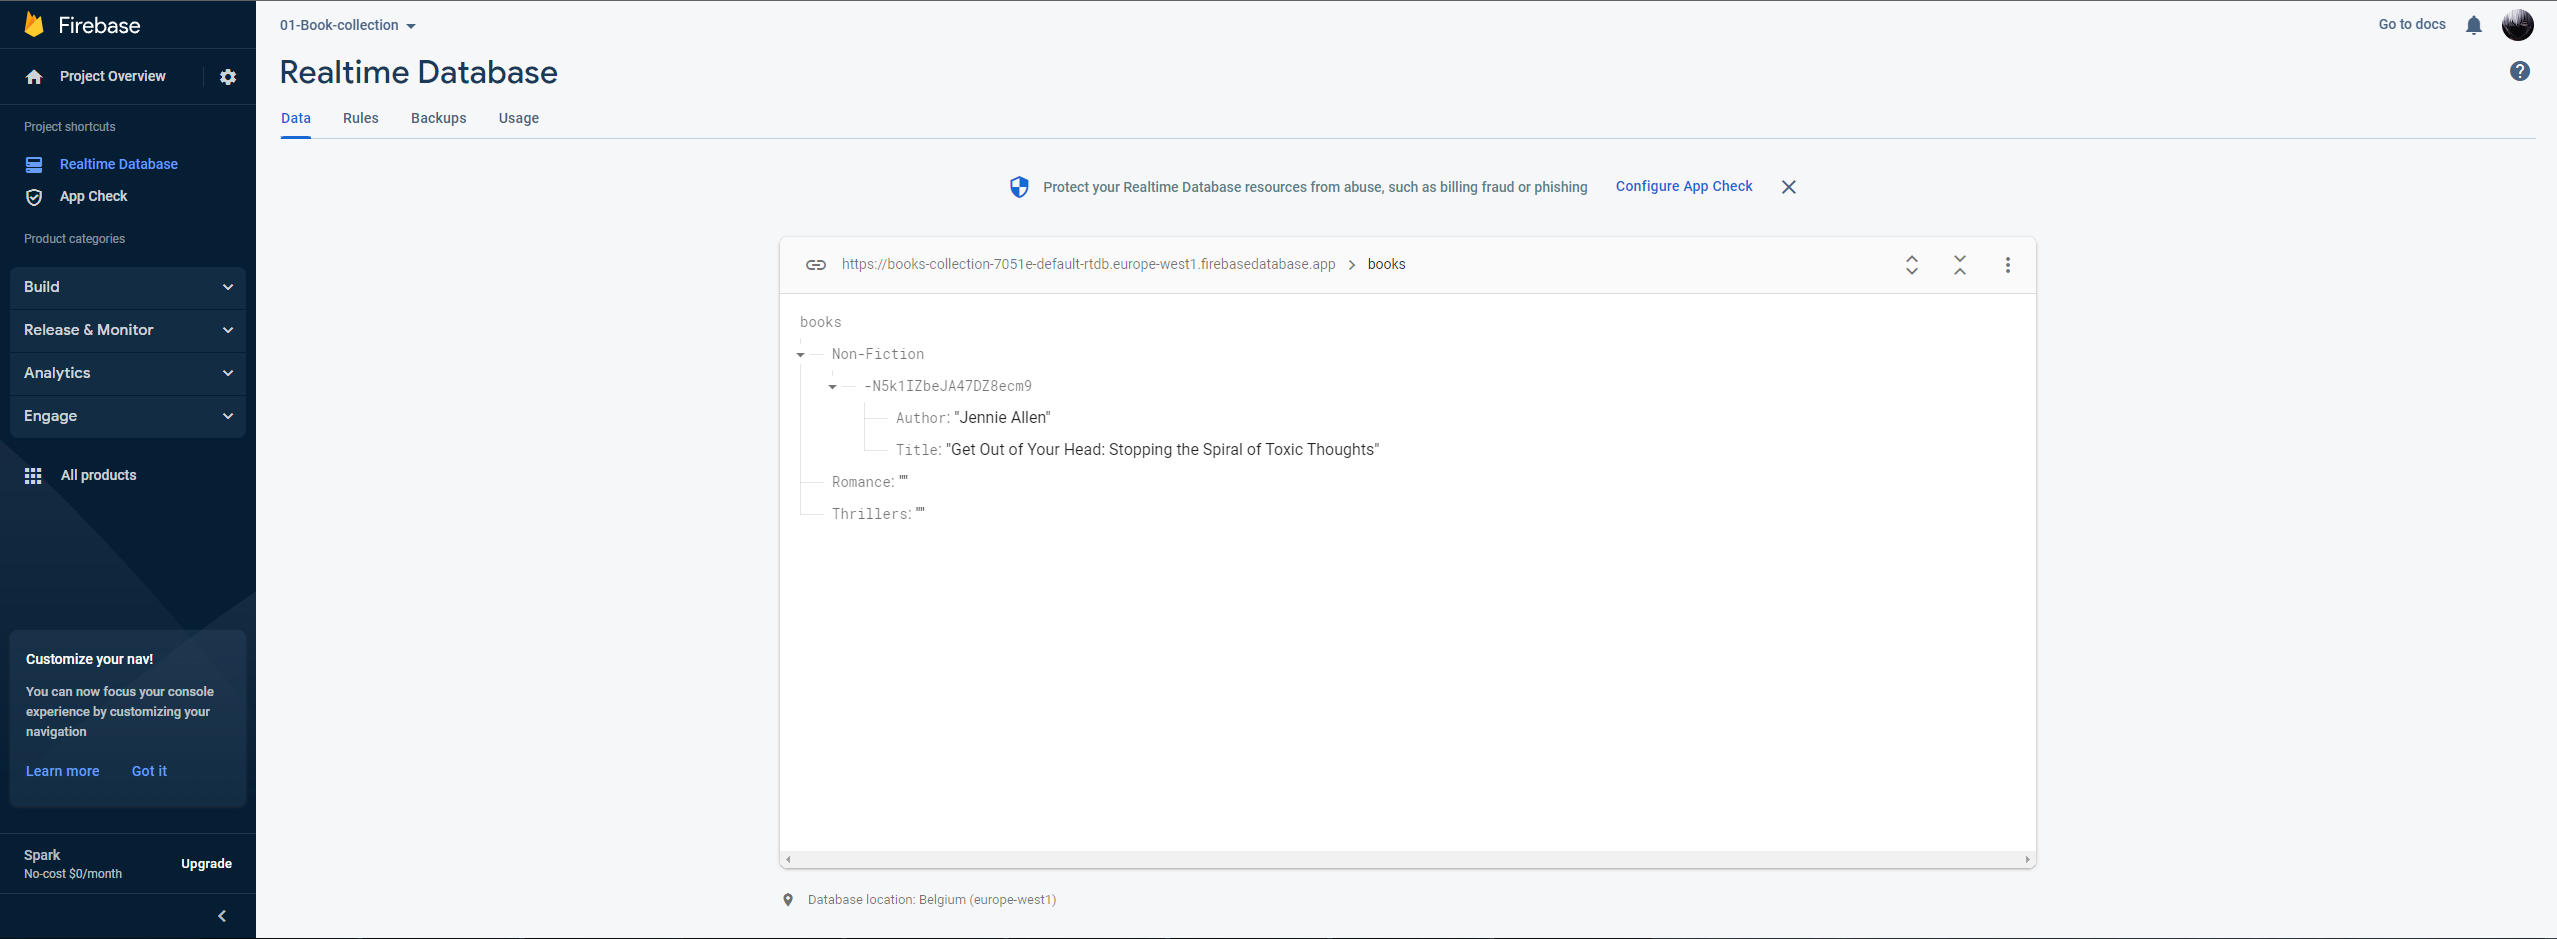 Firebase
Project Overview
Project shortcuts
Realtime Database
App Check
Product categories
Build
Release & Monitor
Analytics
Engage
All products
Customize your nav!
You can now focus your console
experience by customizing your
navigation
Learn more Got it
Spark
No-cost $0/month
Upgrade
01-Book-collection
Go to docs
Realtime Database
Data Rules Backups Usage
Protect your Realtime Database resources from abuse, such as billing fraud or phishing Configure App Check
https://books-collection-7051e-default-rtdb.europe-west1.firebasedatabase.app > books
books
Non-Fiction
-N5k1IZbeJA47DZ8ecm9
Author: "Jennie Allen"
Title: "Get Out of Your Head: Stopping the Spiral of Toxic Thoughts"
Romance: ""
Thrillers: ""
Database location: Belgium (europe-west1)